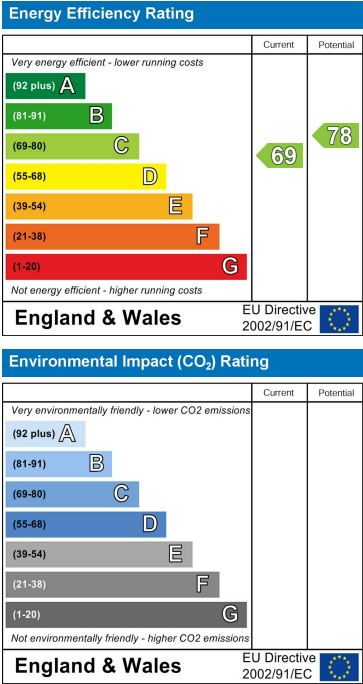 Energy Efficiency Rating
Current Potential
Very energy efficient - lower running costs
(92 plus) A
(81-91) B
(69-80) C
(55-68) D
(39-54) E
(21-38) F
(1-20) G
69
78
Not energy efficient - higher running costs
England & Wales
EU Directive
2002/91/EC
Environmental Impact (CO₂) Rating
Current Potential
Very environmentally friendly - lower CO2 emissions
(92 plus) A
(81-91) B
(69-80) C
(55-68) D
(39-54) E
(21-38) F
(1-20) G
Not environmentally friendly - higher CO2 emissions
England & Wales
EU Directive
2002/91/EC